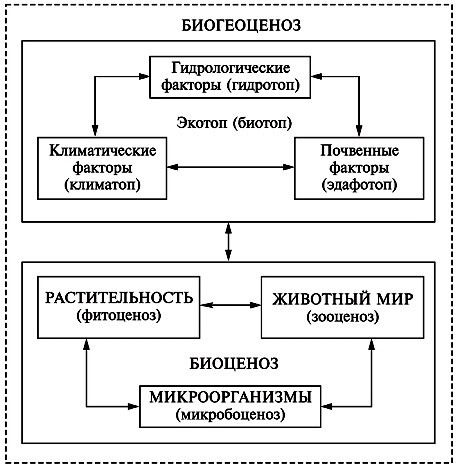 БИОГЕОЦЕНОЗ
Гидрологические
факторы (гидротоп)
Экотоп (биотоп)
Климатические
факторы
(климатоп)
Почвенные
факторы
(эдафотоп)
РАСТИТЕЛЬНОСТЬ
(фитоценоз)
ЖИВОТНЫЙ МИР
(зооценоз)
БИОЦЕНОЗ
МИКРООРГАНИЗМЫ
(микробоценоз)